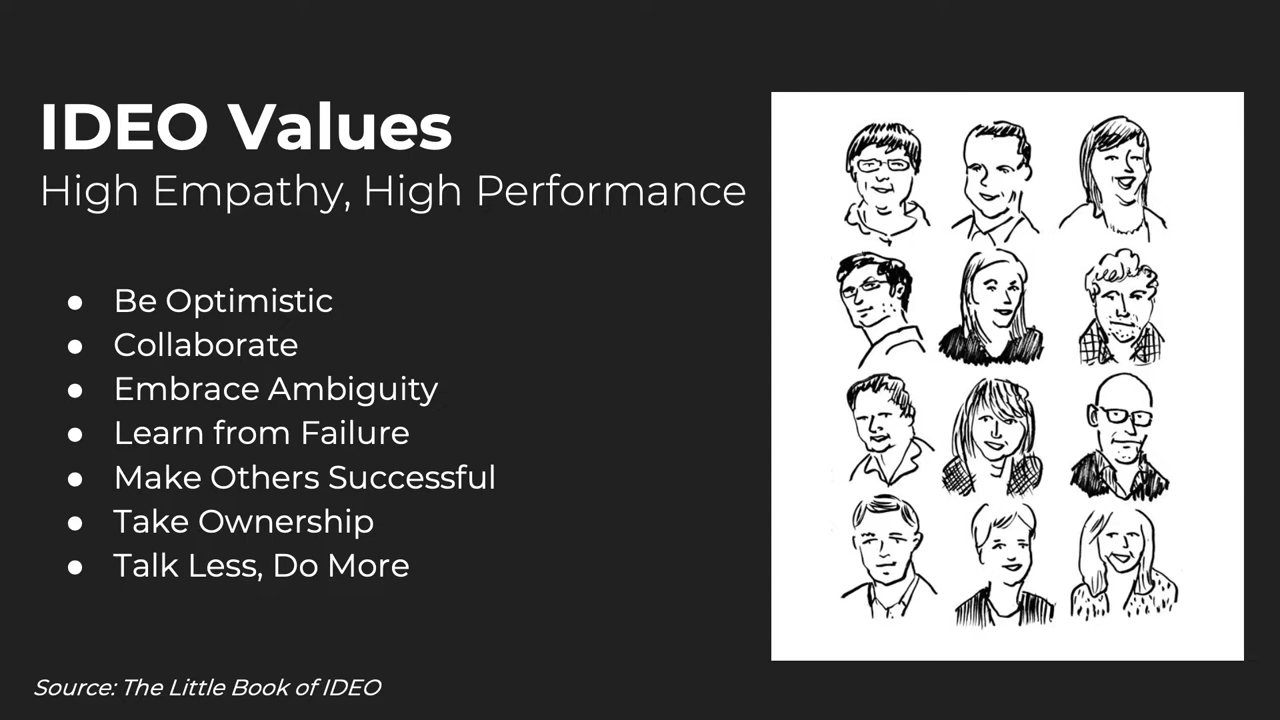 IDEO Values
High Empathy, High Performance
● Be Optimistic
● Collaborate
● Embrace Ambiguity
● Learn from Failure
● Make Others Successful
● Take Ownership
● Talk Less, Do More
Source: The Little Book of IDEO